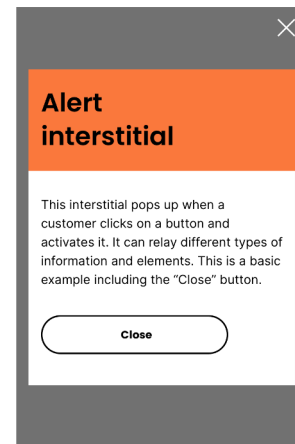 Alert
interstitial
This interstitial pops up when a
customer clicks on a button and
activates it. It can relay different types of
information and elements. This is a basic
example including the “Close” button.
Close